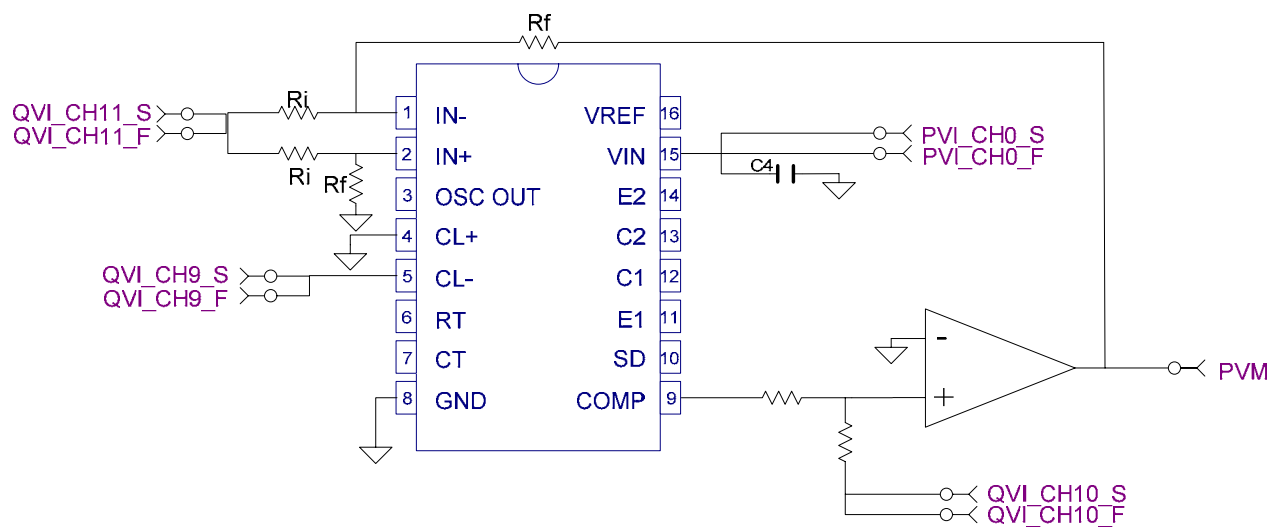 Rf
QVI_CH11_S
QVI_CH11_F
Ri
Ri
Rf
1 IN-
2 IN+
3 OSC OUT
4 CL+
5 CL-
6 RT
7 CT
8 GND
VREF 16
VIN 15
E2 14
C2 13
C1 12
E1 11
SD 10
COMP 9
PVI_CH0_S
PVI_CH0_F
C4
QVI_CH9_S
QVI_CH9_F
-
+
PVM
QVI_CH10_S
QVI_CH10_F